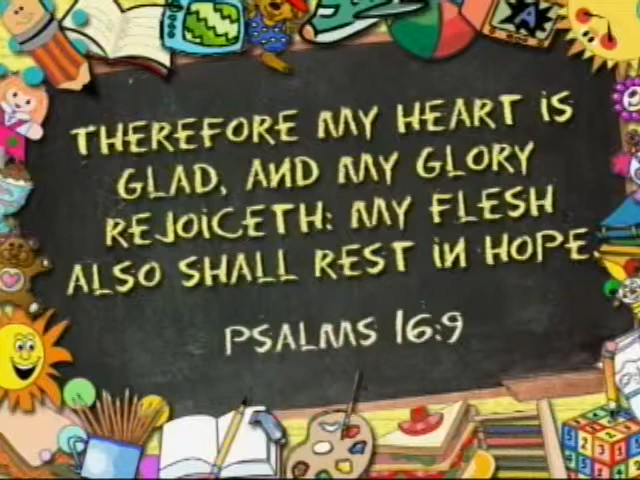 THEREFORE MY HEART iS
GLAD, AND MY GLORY
REJOiCETH: MY FLESH
ALSO SHALL REST iN HOPE.
PSALMS 16:9